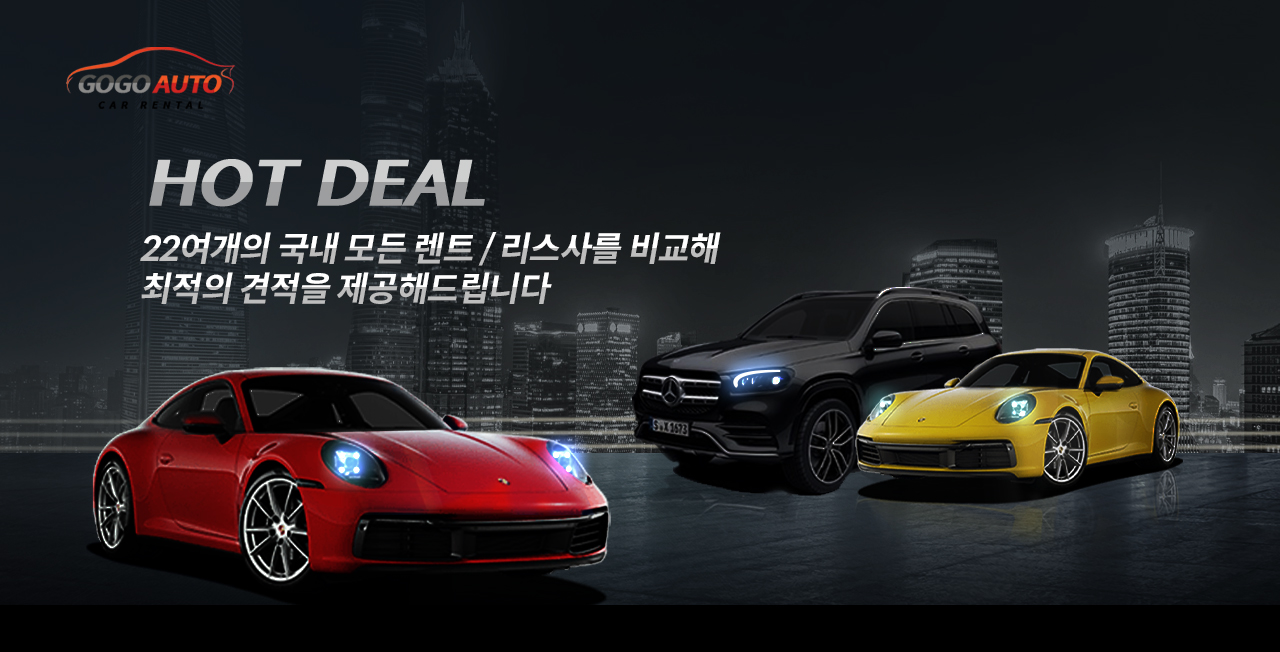 GOGO AUTO
CAR RENTAL
HOT DEAL
22여개의 국내 모든 렌트 / 리스사를 비교해
최적의 견적을 제공해드립니다
S X 1673